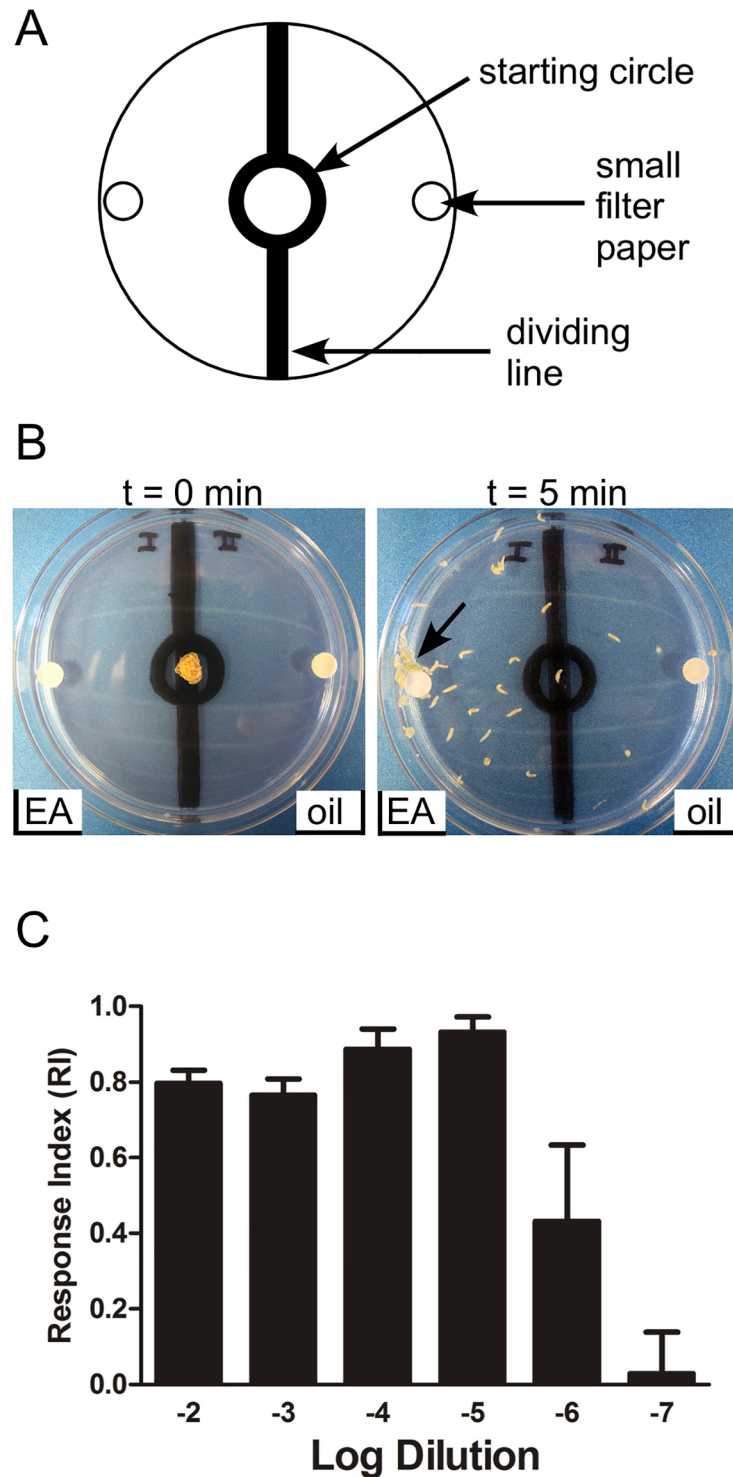 A
starting circle
small
filter
paper
dividing
line
B
t = 0 min
t = 5 min
I
II
I
II
EA
oil
EA
oil
C
Response Index (RI)
1.0
0.8
0.6
0.4
0.2
0.0
-2 -3 -4 -5 -6 -7
Log Dilution